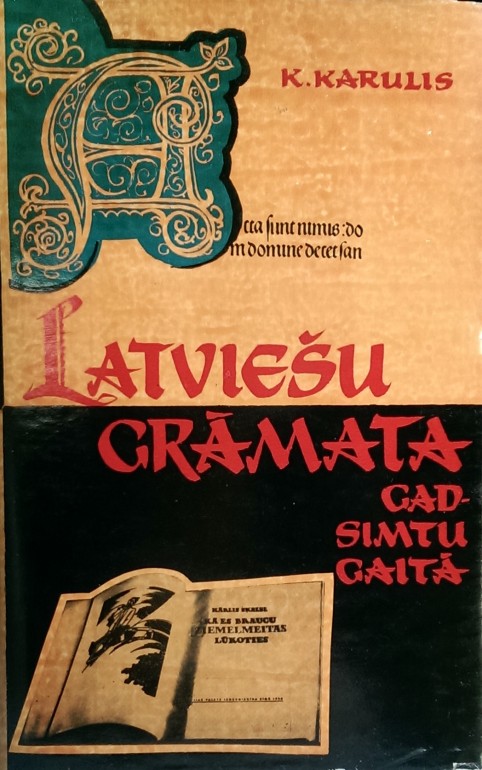 K. KARULIS
A
cta sunt nimis: do
m domine decet san
LATVIEŠU
GRĀMATA
GAD-
SIMTU
GAITĀ
KĀRLIS SKALBE
KĀ ES BRAUCU
ZIEMEĻMEITAS
LŪKOTIES